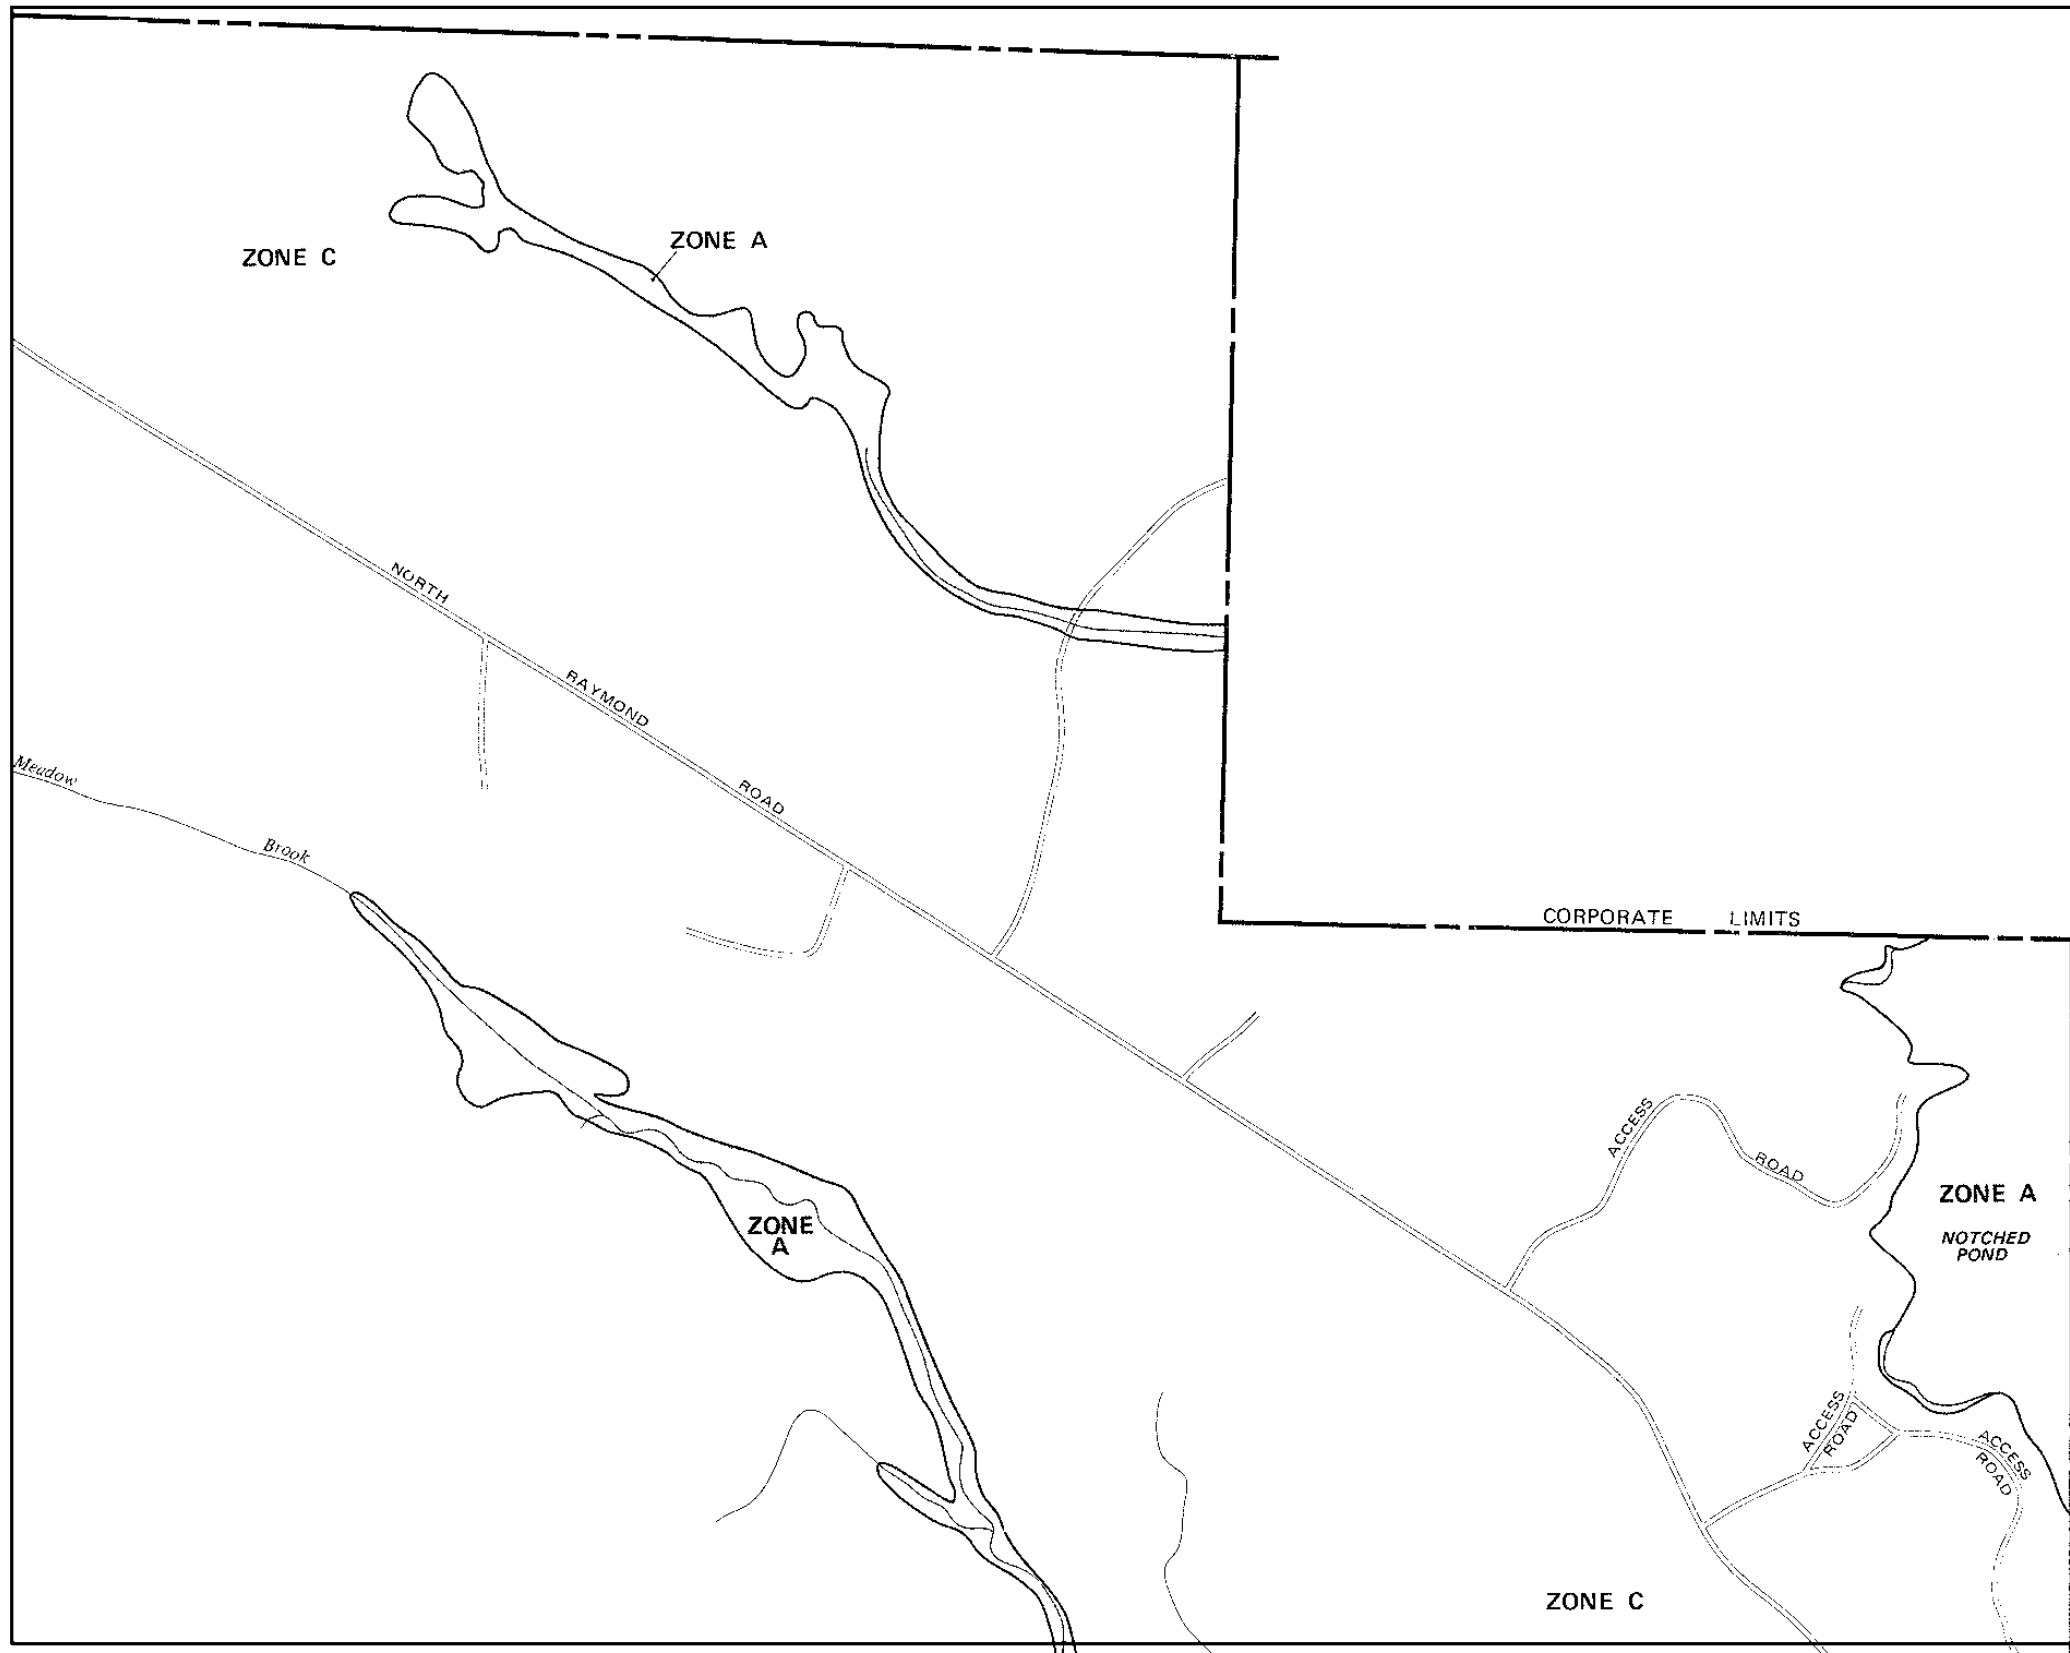 ZONE A
ZONE C
NORTH
RAYMOND
ROAD
Meadow
Brook
CORPORATE LIMITS
ACCESS
ROAD
ZONE A
NOTCHED
POND
ZONE
A
ACCESS
ROAD
ACCESS
ROAD
ZONE C